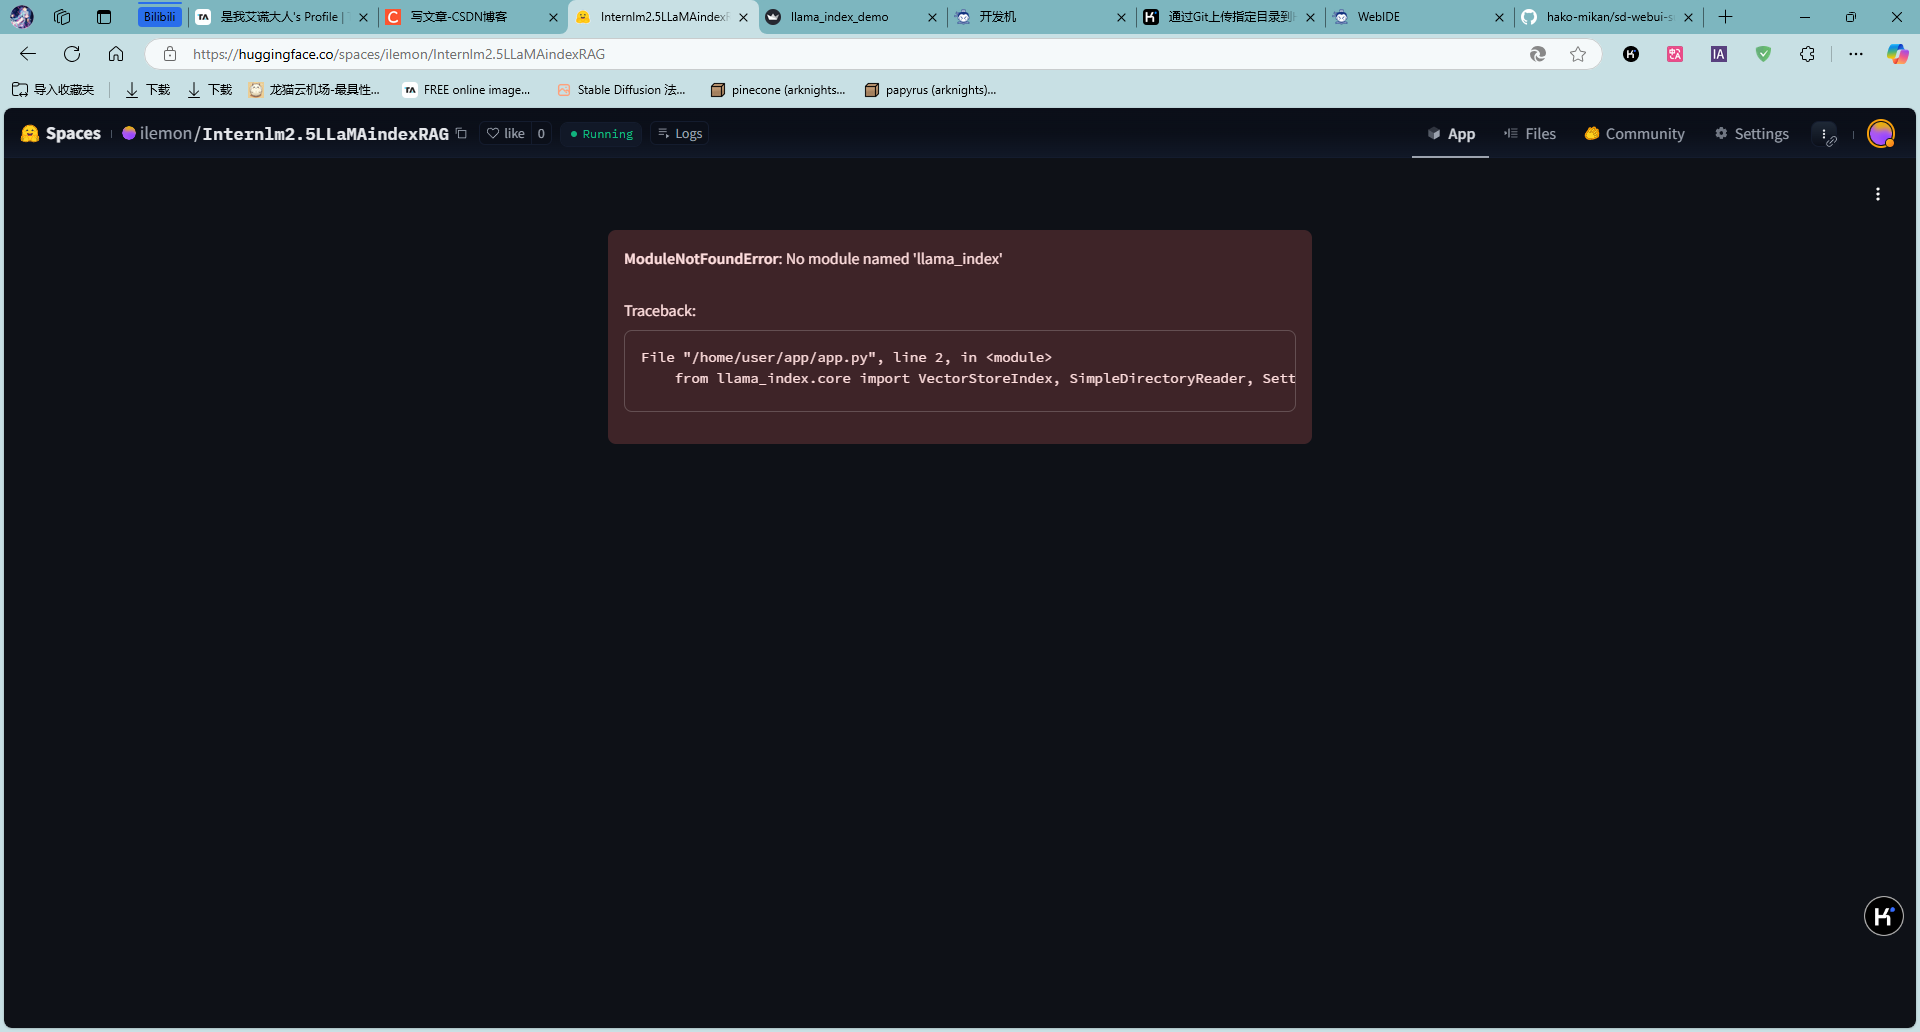 Bilibili
TA 是我艾谎大人's Profile |
C 写文章-CSDN博客
Internlm2.5LLaMAindexR
llama_index_demo
开发机
通过Git上传指定目录到
WebIDE
hako-mikan/sd-webui-s
https://huggingface.co/spaces/ilemon/Internlm2.5LLaMAindexRAG
IA
导入收藏夹
下载
下载
龙猫云机场-最具性...
TA FREE online image...
Stable Diffusion 法...
pinecone (arknights...
papyrus (arknights)...
Spaces
ilemon/Internlm2.5LLaMAindexRAG
like 0
Running
Logs
App
Files
Community
Settings
ModuleNotFoundError: No module named 'llama_index'
Traceback:
File "/home/user/app/app.py", line 2, in <module>
from llama_index.core import VectorStoreIndex, SimpleDirectoryReader, Sett
K